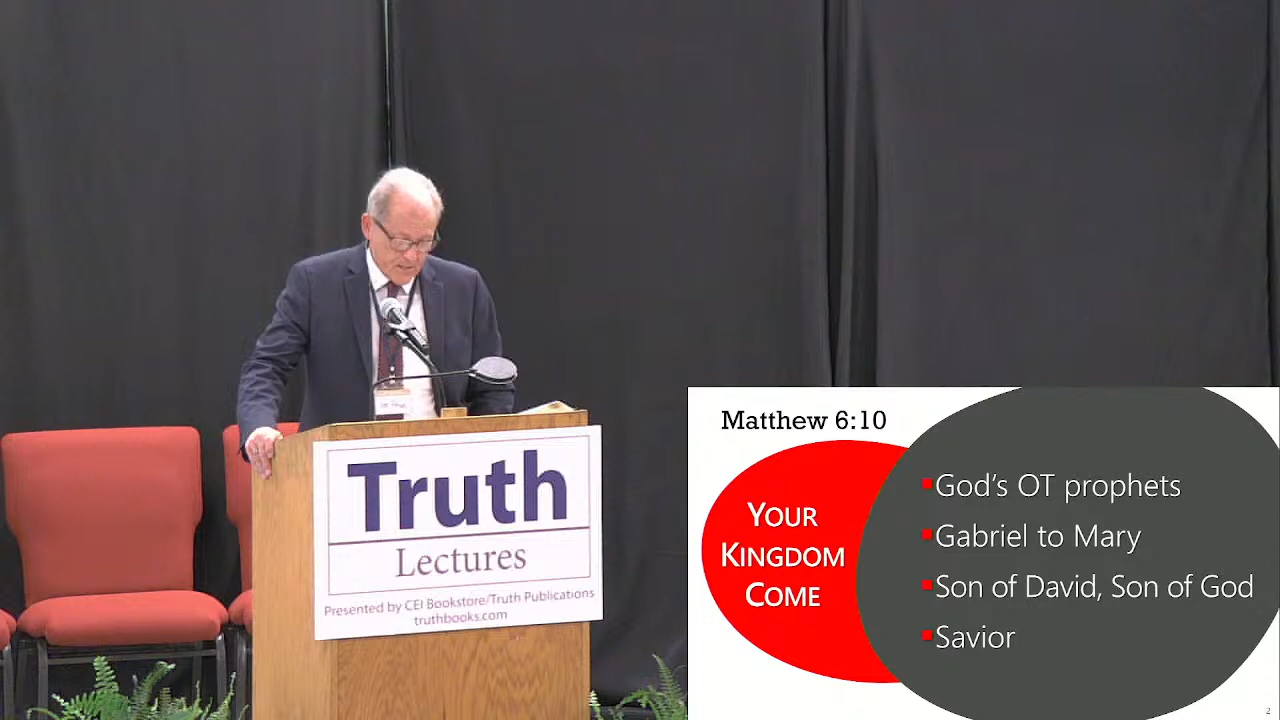 Truth
Lectures
Presented by CEI Bookstore/Truth Publications
truthbooks.com
Matthew 6:10
YOUR
KINGDOM
COME
▪God's OT prophets
▪Gabriel to Mary
▪Son of David, Son of God
▪Savior
2